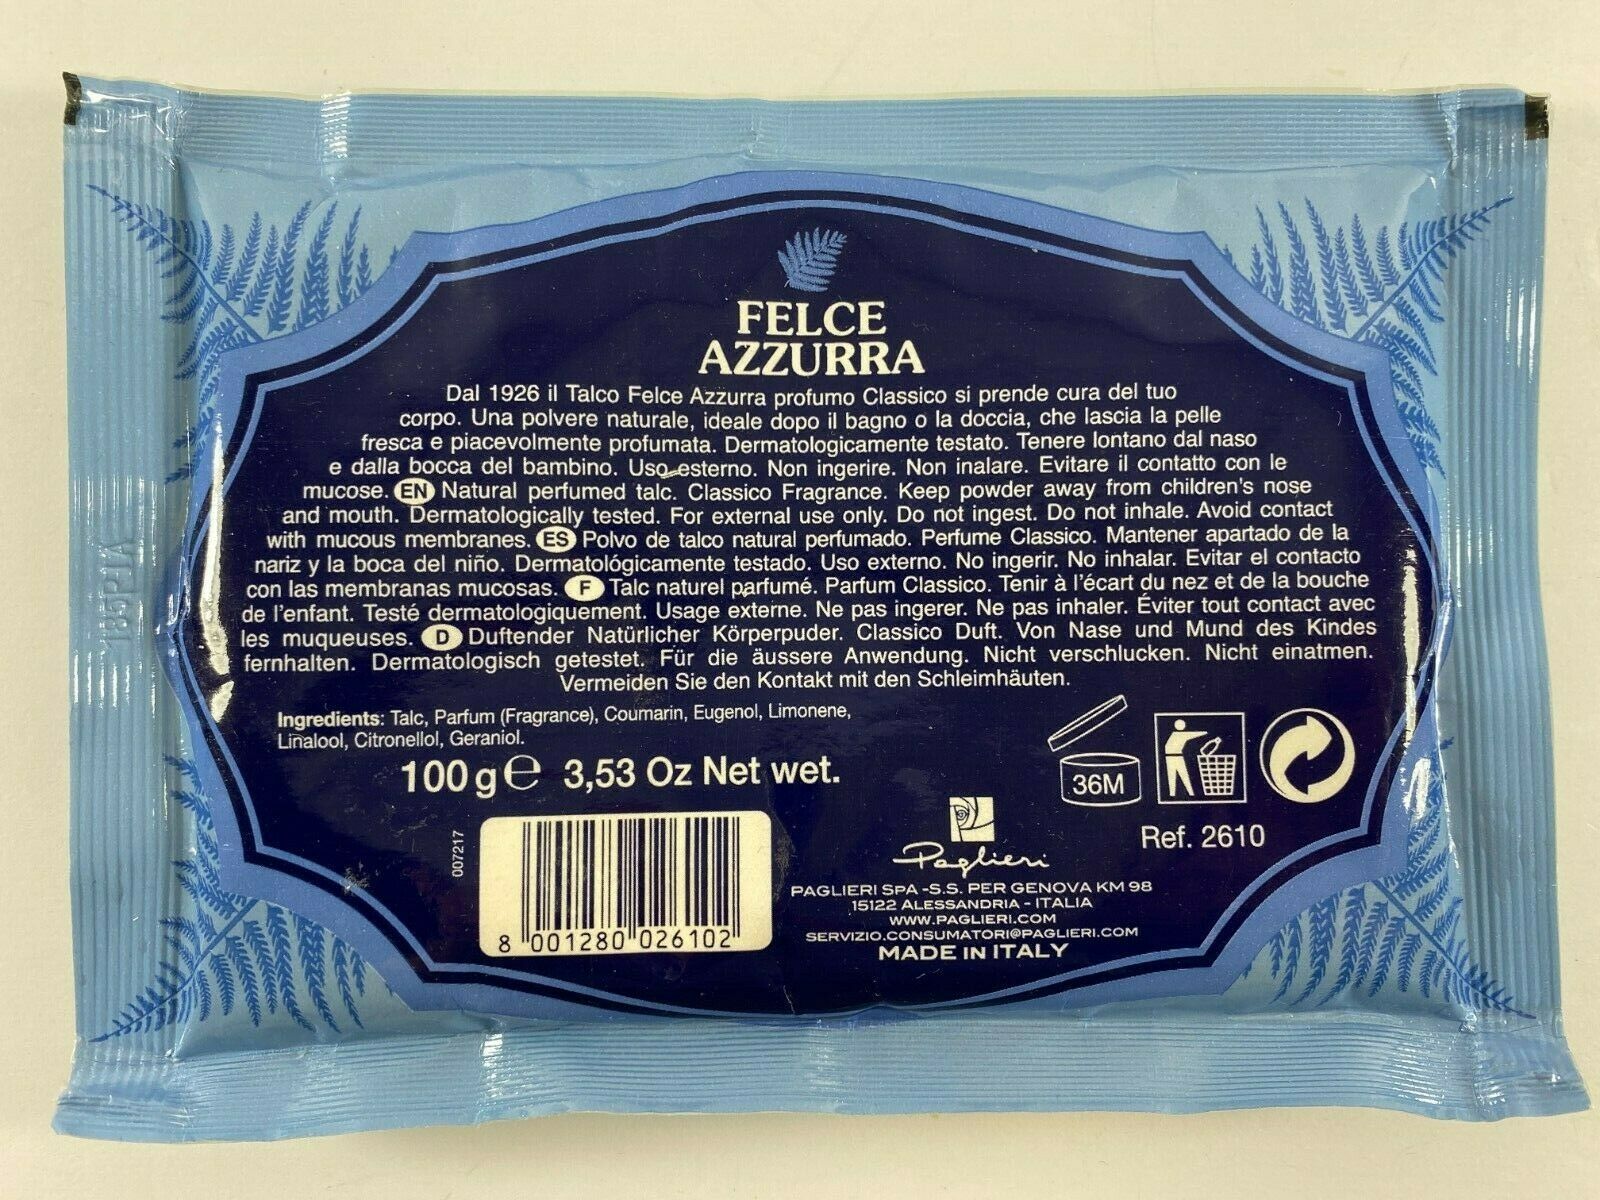 FELCE
AZZURRA
Dal 1926 il Talco Felce Azzurra profumo Classico si prende cura del tuo
corpo. Una polvere naturale, ideale dopo il bagno o la doccia, che lascia la pelle
fresca e piacevolmente profumata. Dermatologicamente testato. Tenere lontano dal naso
e dalla bocca del bambino. Uso esterno. Non ingerire. Non inalare. Evitare il contatto con le
mucose. EN Natural perfumed talc. Classico Fragrance. Keep powder away from children's nose
and mouth. Dermatologically tested. For external use only. Do not ingest. Do not inhale. Avoid contact
with mucous membranes. ES Polvo de talco natural perfumado. Perfume Classico. Mantener apartado de la
nariz y la boca del niño. Dermatológicamente testado. Uso externo. No ingerir. No inhalar. Evitar el contacto
con las membranas mucosas. F Talc naturel parfumé. Parfum Classico. Tenir à l'écart du nez et de la bouche
de l'enfant. Testé dermatologiquement. Usage externe. Ne pas ingerer. Ne pas inhaler. Éviter tout contact avec
les muqueuses. D Duftender Natürlicher Körperpuder. Classico Duft. Von Nase und Mund des Kindes
fernhalten. Dermatologisch getestet. Für die äussere Anwendung. Nicht verschlucken. Nicht einatmen.
Vermeiden Sie den Kontakt mit den Schleimhäuten.
Ingredients: Talc, Parfum (Fragrance), Coumarin, Eugenol, Limonene,
Linalool, Citronellol, Geraniol.
100 g ℮ 3,53 Oz Net wet.
36M
Ref. 2610
007217
8 001280 026102
Paglieri
PAGLIERI SPA -S.S. PER GENOVA KM 98
15122 ALESSANDRIA - ITALIA
WWW.PAGLIERI.COM
SERVIZIO.CONSUMATORI@PAGLIERI.COM
MADE IN ITALY